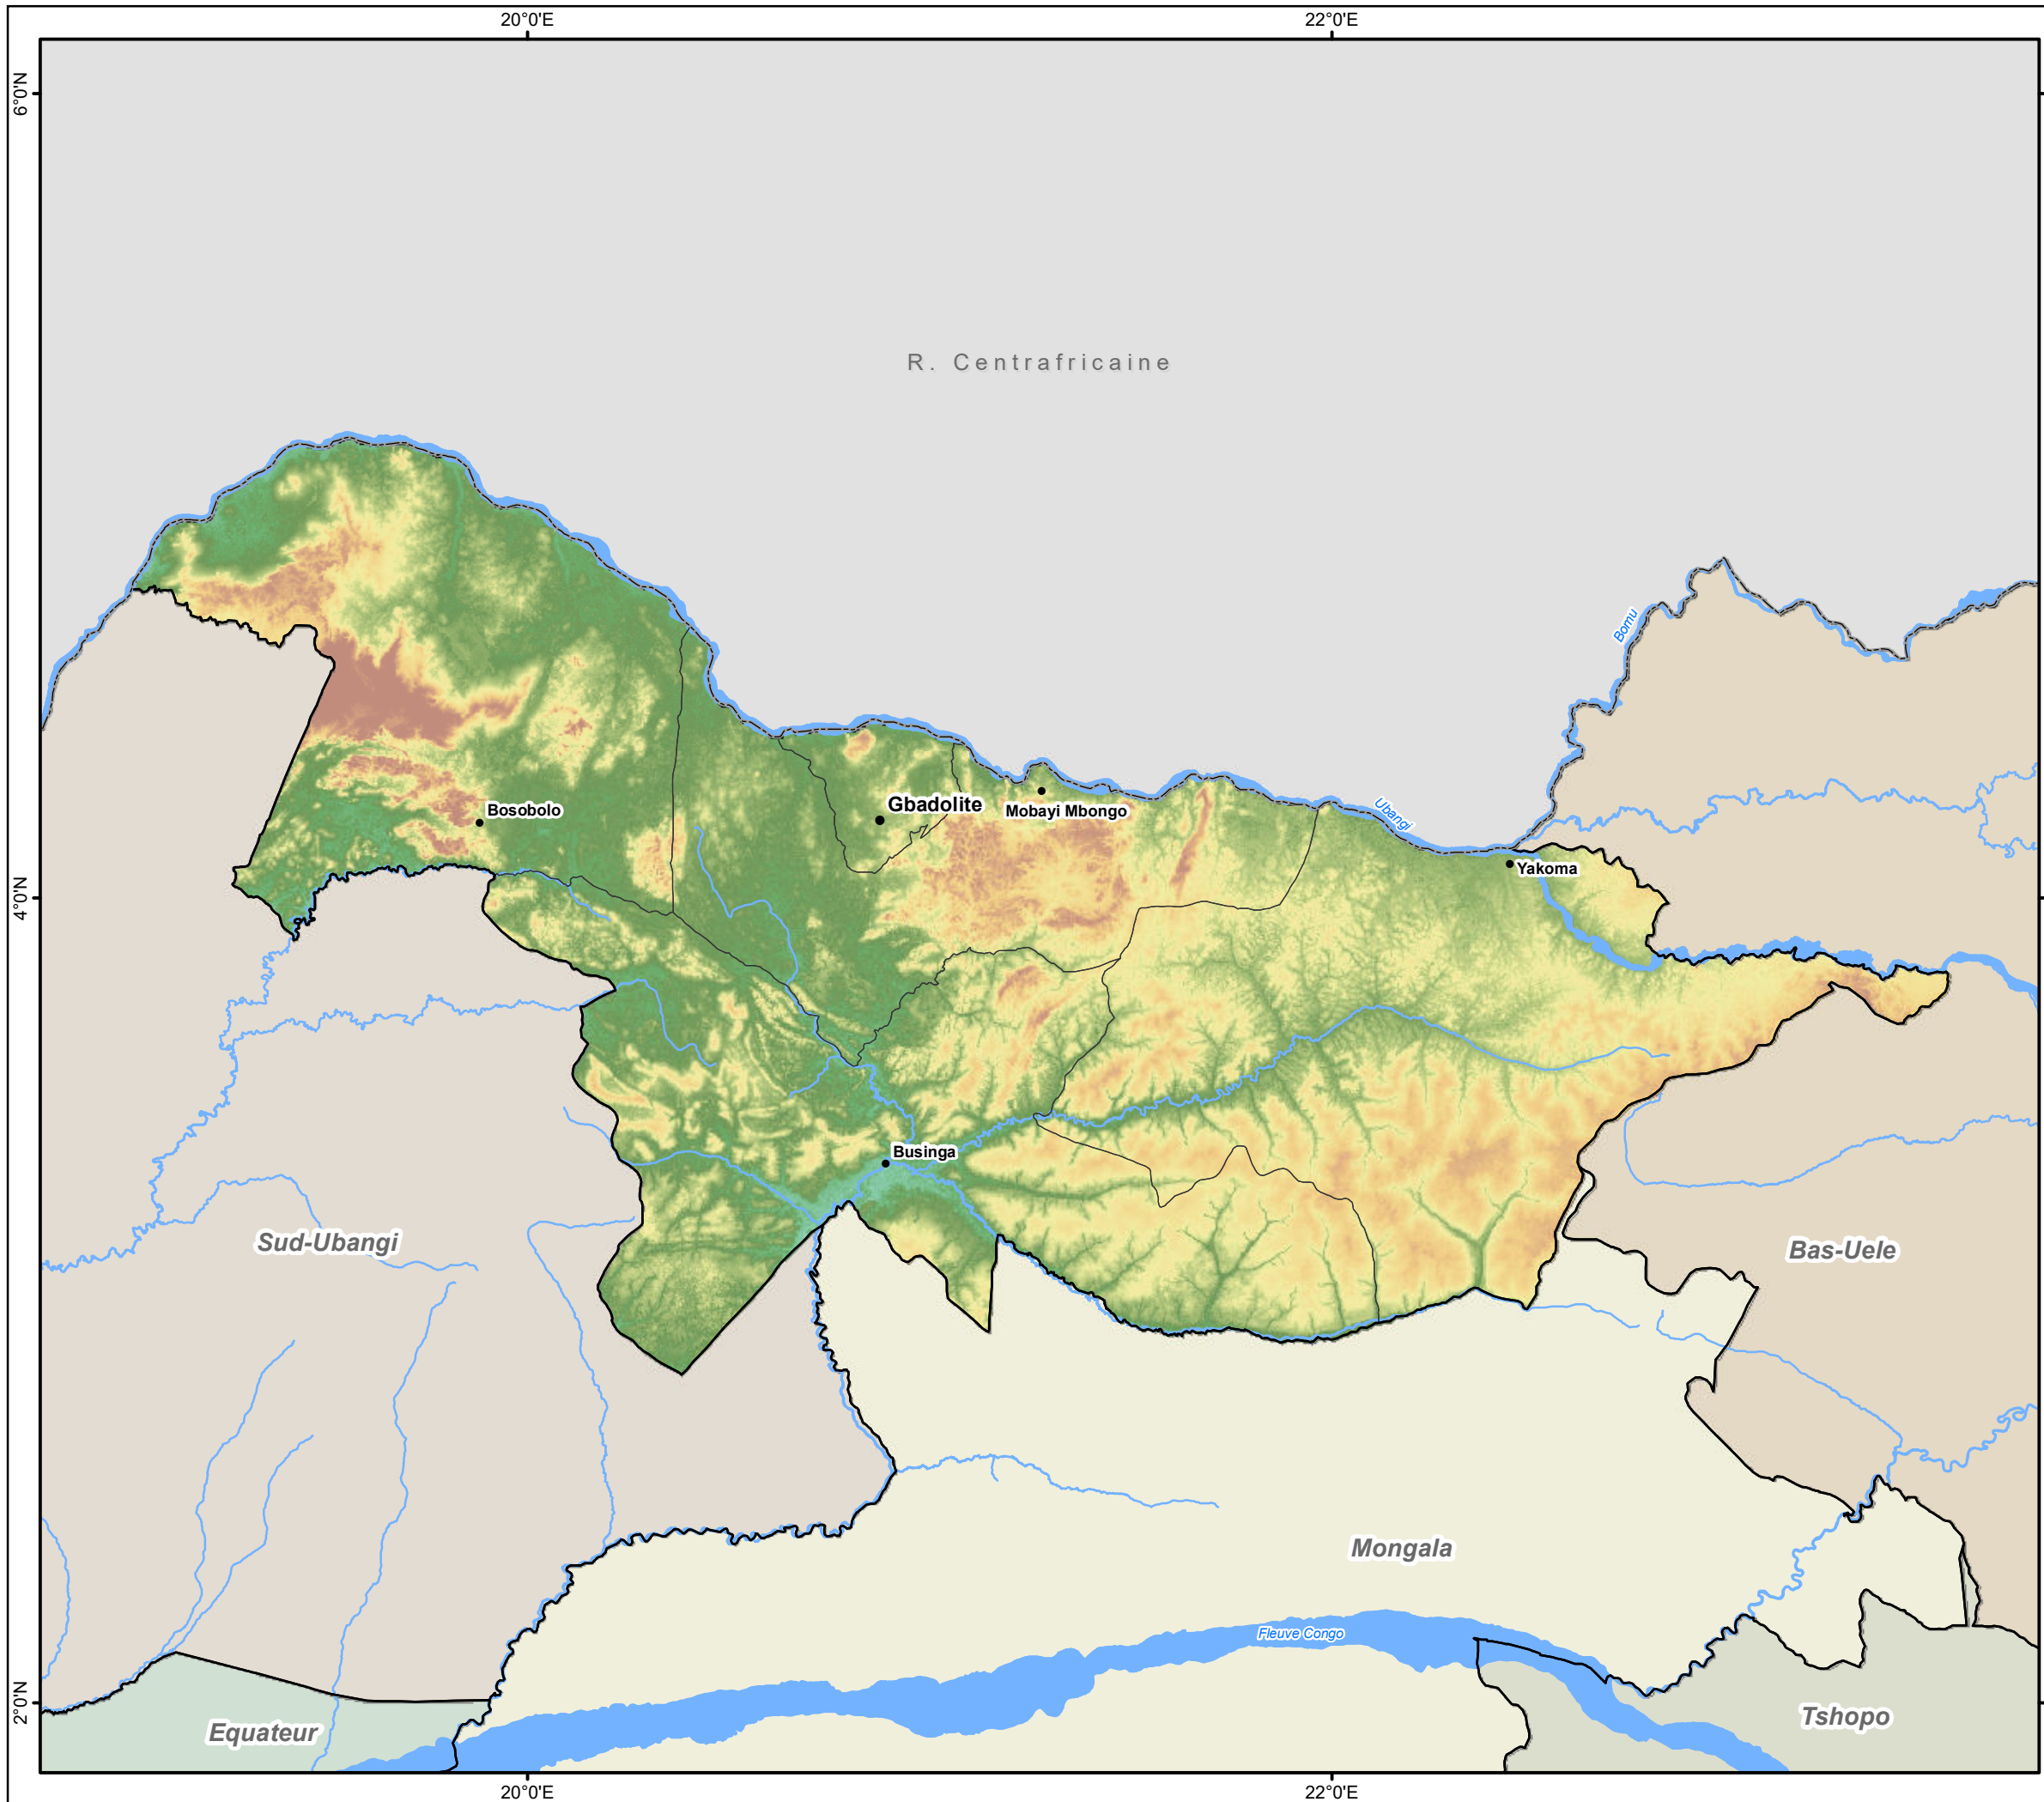 20°0'E
22°0'E
6°0'N
R. Centrafricaine
Bomu
Gbadolite
Bosobolo
Mobayi Mbongo
Ubangi
Yakoma
4°0'N
Businga
Sud-Ubangi
Bas-Uele
Mongala
Fleuve Congo
2°0'N
Equateur
Tshopo
20°0'E
22°0'E